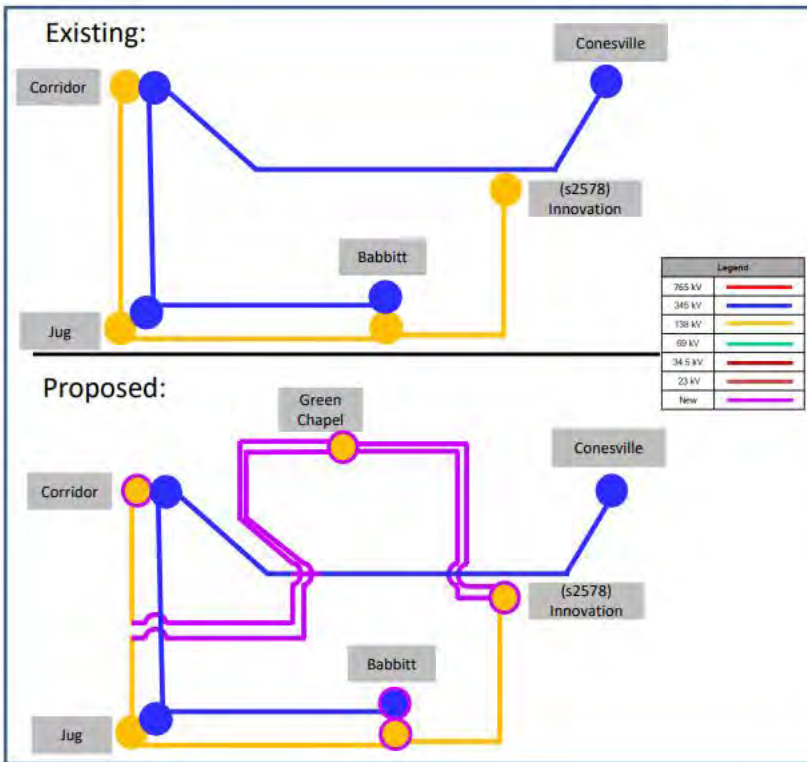 Existing:
Conesville
Corridor
(s2578)
Innovation
Babbitt
Jug
Legend
765 kV
345 kV
138 kV
69 kV
34.5 kV
23 kV
New
Proposed:
Green
Chapel
Conesville
Corridor
(s2578)
Innovation
Babbitt
Jug